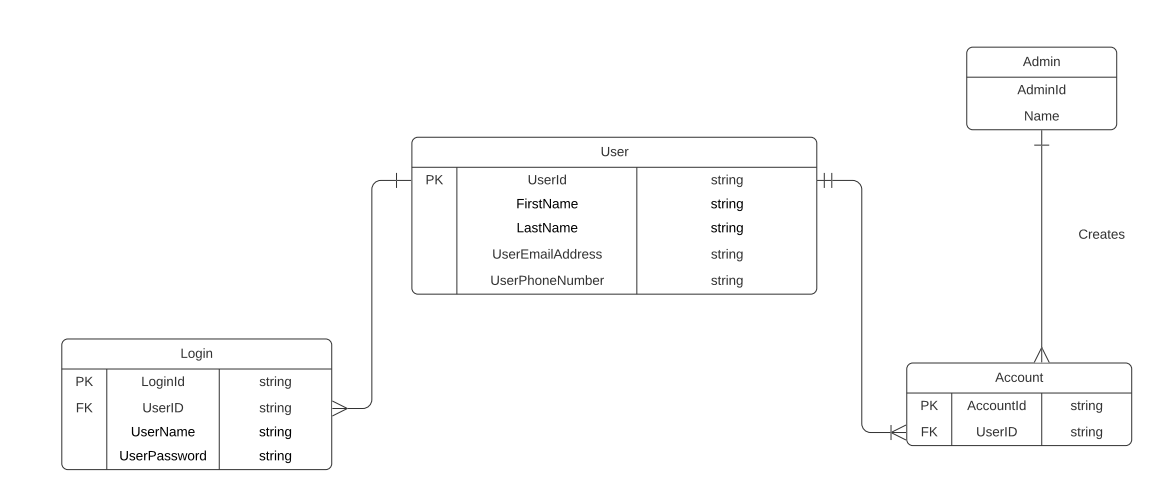 Admin
AdminId
Name
User
PK UserId string
FirstName string
LastName string
UserEmailAddress string
UserPhoneNumber string
Creates
Login
PK LoginId string
FK UserID string
UserName string
UserPassword string
Account
PK AccountId string
FK UserID string